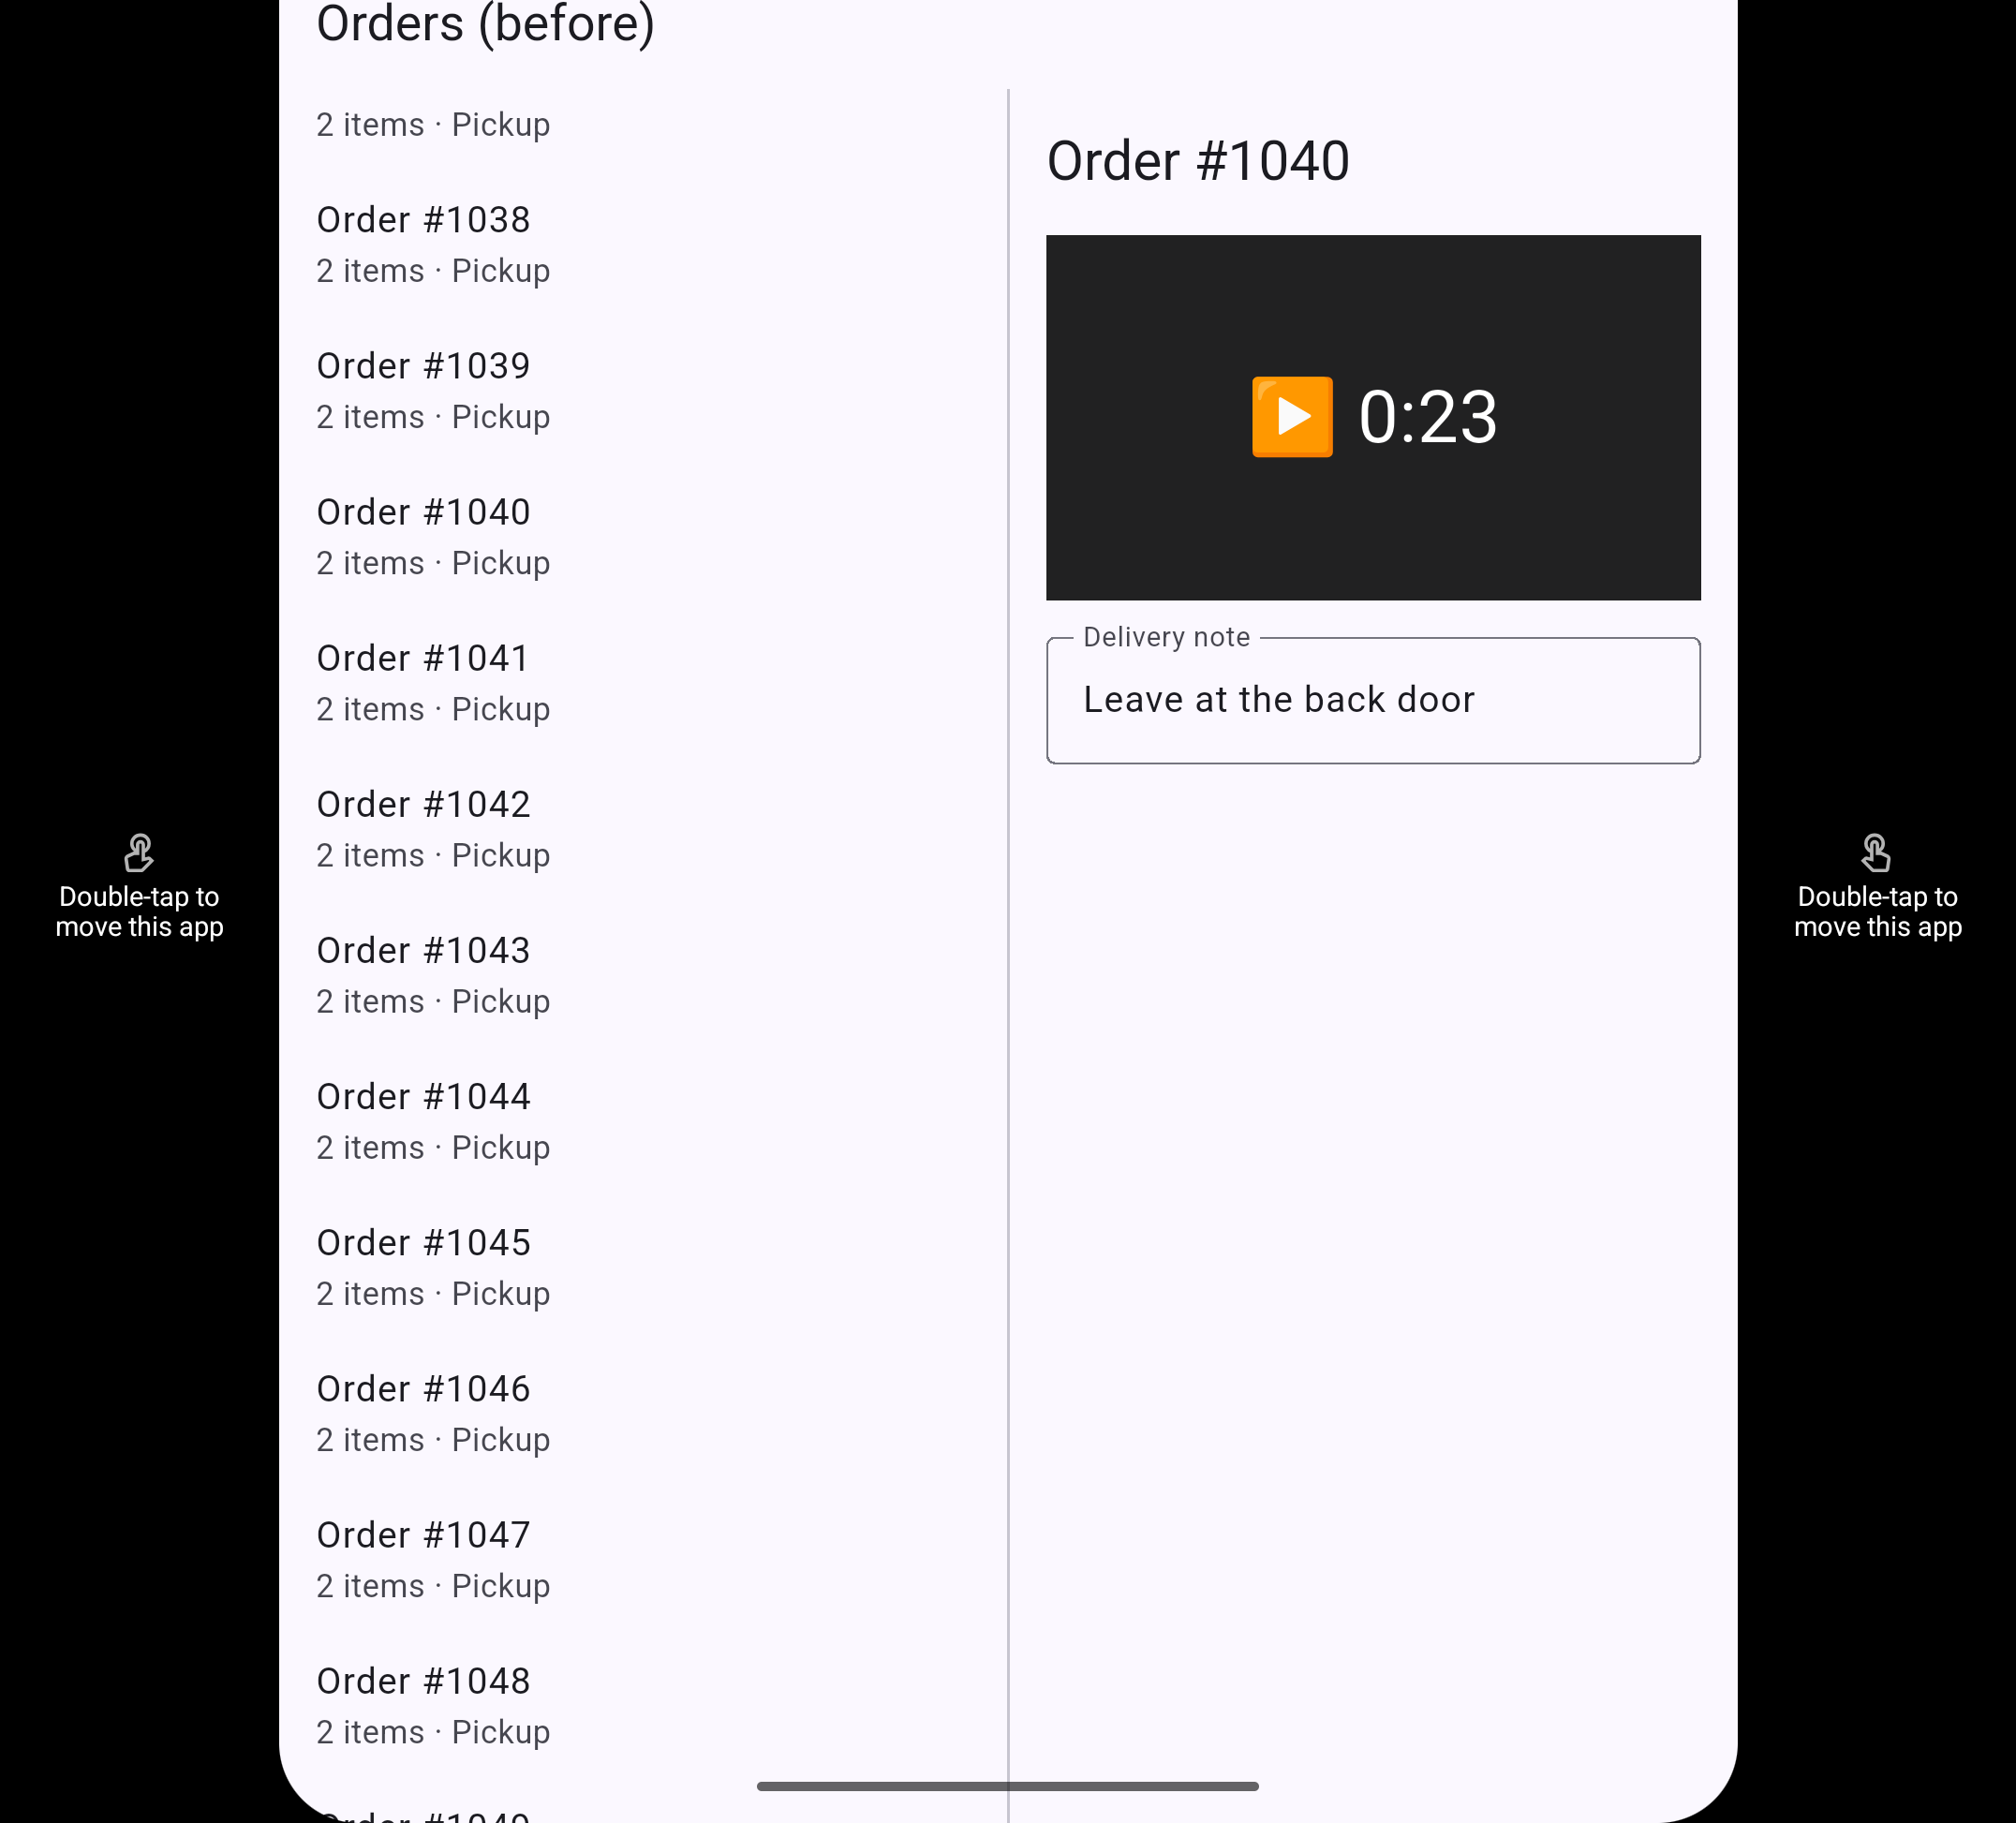 Orders (before)
2 items · Pickup
Order #1038
2 items · Pickup
Order #1039
2 items · Pickup
Order #1040
2 items · Pickup
Order #1041
2 items · Pickup
Order #1042
2 items · Pickup
Order #1043
2 items · Pickup
Order #1044
2 items · Pickup
Order #1045
2 items · Pickup
Order #1046
2 items · Pickup
Order #1047
2 items · Pickup
Order #1048
2 items · Pickup
Order #1049
Order #1040
0:23
Delivery note
Leave at the back door
Double-tap to
move this app
Double-tap to
move this app